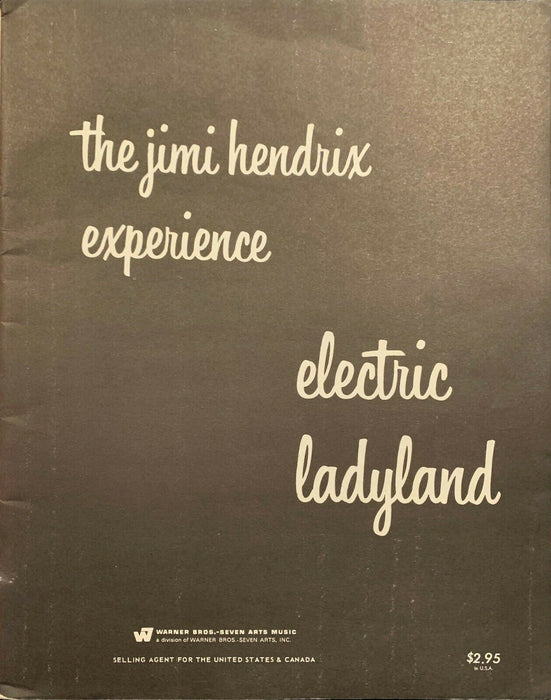 the jimi hendrix
experience
electric
ladyland
WARNER BROS.-SEVEN ARTS MUSIC
a division of WARNER BROS.-SEVEN ARTS, INC.
SELLING AGENT FOR THE UNITED STATES & CANADA
$2.95
in U.S.A.